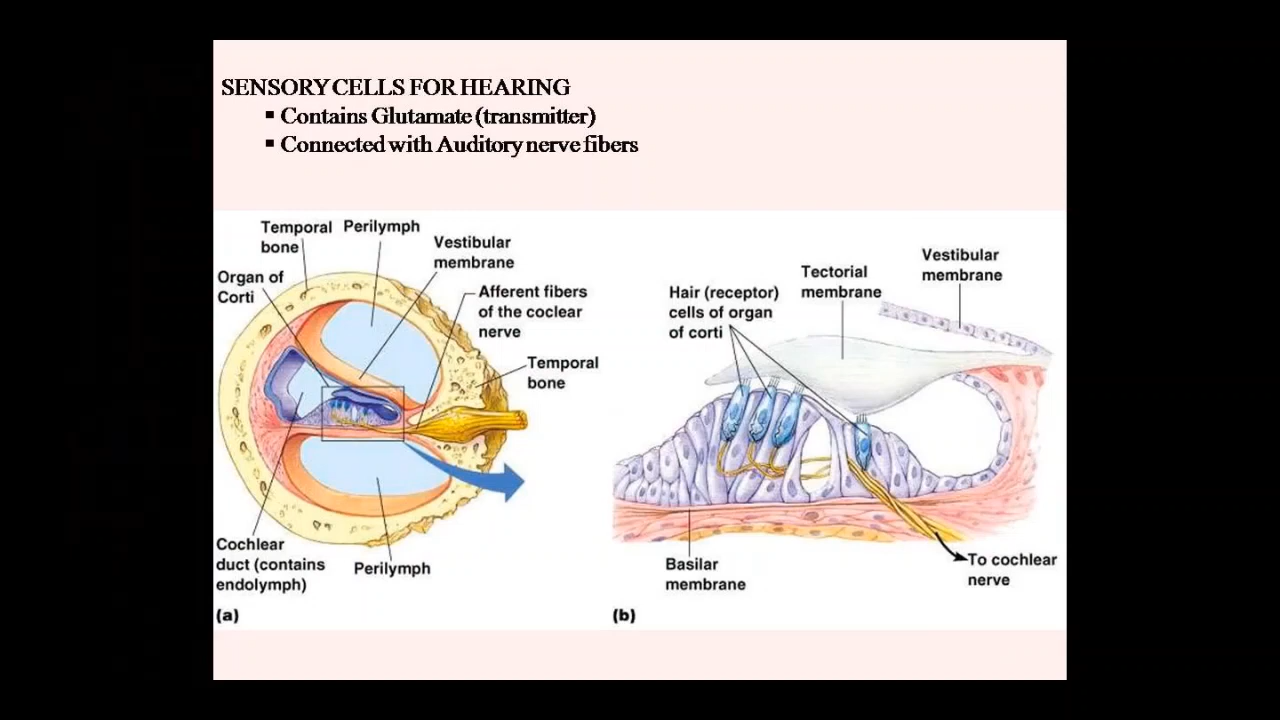 SENSORY CELLS FOR HEARING
▪ Contains Glutamate (transmitter)
▪ Connected with Auditory nerve fibers
Temporal
bone
Perilymph
Vestibular
membrane
Organ of
Corti
Afferent fibers
of the coclear
nerve
Temporal
bone
Cochlear
duct (contains
endolymph)
Perilymph
(a)
Hair (receptor)
cells of organ
of corti
Tectorial
membrane
Vestibular
membrane
Basilar
membrane
To cochlear
nerve
(b)